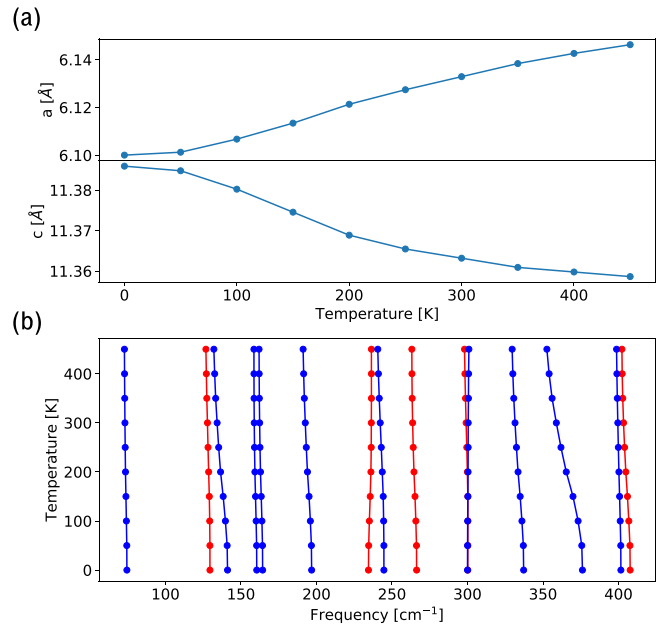 (a)
6.14
6.12
6.10
a [Å]
11.38
11.37
11.36
c [Å]
0 100 200 300 400
Temperature [K]
(b)
400
300
200
100
0
Temperature [K]
100 150 200 250 300 350 400
Frequency [cm⁻¹]